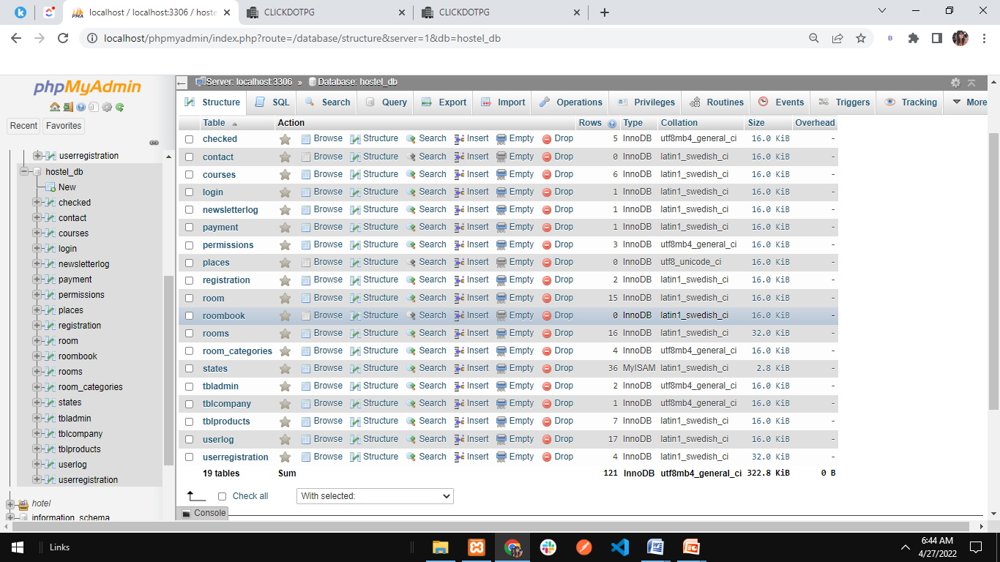 localhost / localhost:3306 / hoste
CLICKDOTPG
CLICKDOTPG
localhost/phpmyadmin/index.php?route=/database/structure&server=1&db=hostel_db
phpMyAdmin
Recent
Favorites
userregistration
hostel_db
New
checked
contact
courses
login
newsletterlog
payment
permissions
places
registration
room
roombook
rooms
room_categories
states
tbladmin
tblcompany
tblproducts
userlog
userregistration
hotel
information_schema
Server: localhost:3306 » Database: hostel_db
Structure SQL Search Query Export Import Operations Privileges Routines Events Triggers Tracking More
Table Action Rows Type Collation Size Overhead
checked Browse Structure Search Insert Empty Drop 5 InnoDB utf8mb4_general_ci 16.0 KiB -
contact Browse Structure Search Insert Empty Drop 0 InnoDB latin1_swedish_ci 16.0 KiB -
courses Browse Structure Search Insert Empty Drop 6 InnoDB latin1_swedish_ci 16.0 KiB -
login Browse Structure Search Insert Empty Drop 1 InnoDB latin1_swedish_ci 16.0 KiB -
newsletterlog Browse Structure Search Insert Empty Drop 1 InnoDB latin1_swedish_ci 16.0 KiB -
payment Browse Structure Search Insert Empty Drop 1 InnoDB latin1_swedish_ci 16.0 KiB -
permissions Browse Structure Search Insert Empty Drop 3 InnoDB utf8mb4_general_ci 16.0 KiB -
places Browse Structure Search Insert Empty Drop 0 InnoDB utf8_unicode_ci 16.0 KiB -
registration Browse Structure Search Insert Empty Drop 2 InnoDB latin1_swedish_ci 16.0 KiB -
room Browse Structure Search Insert Empty Drop 15 InnoDB latin1_swedish_ci 16.0 KiB -
roombook Browse Structure Search Insert Empty Drop 0 InnoDB latin1_swedish_ci 16.0 KiB -
rooms Browse Structure Search Insert Empty Drop 16 InnoDB latin1_swedish_ci 32.0 KiB -
room_categories Browse Structure Search Insert Empty Drop 4 InnoDB utf8mb4_general_ci 16.0 KiB -
states Browse Structure Search Insert Empty Drop 36 MyISAM latin1_swedish_ci 2.8 KiB -
tbladmin Browse Structure Search Insert Empty Drop 2 InnoDB utf8mb4_general_ci 16.0 KiB -
tblcompany Browse Structure Search Insert Empty Drop 1 InnoDB utf8mb4_general_ci 16.0 KiB -
tblproducts Browse Structure Search Insert Empty Drop 7 InnoDB latin1_swedish_ci 16.0 KiB -
userlog Browse Structure Search Insert Empty Drop 17 InnoDB latin1_swedish_ci 16.0 KiB -
userregistration Browse Structure Search Insert Empty Drop 4 InnoDB latin1_swedish_ci 32.0 KiB -
19 tables Sum 121 InnoDB utf8mb4_general_ci 322.8 KiB 0 B
Check all With selected:
Console
Links
6:44 AM
4/27/2022